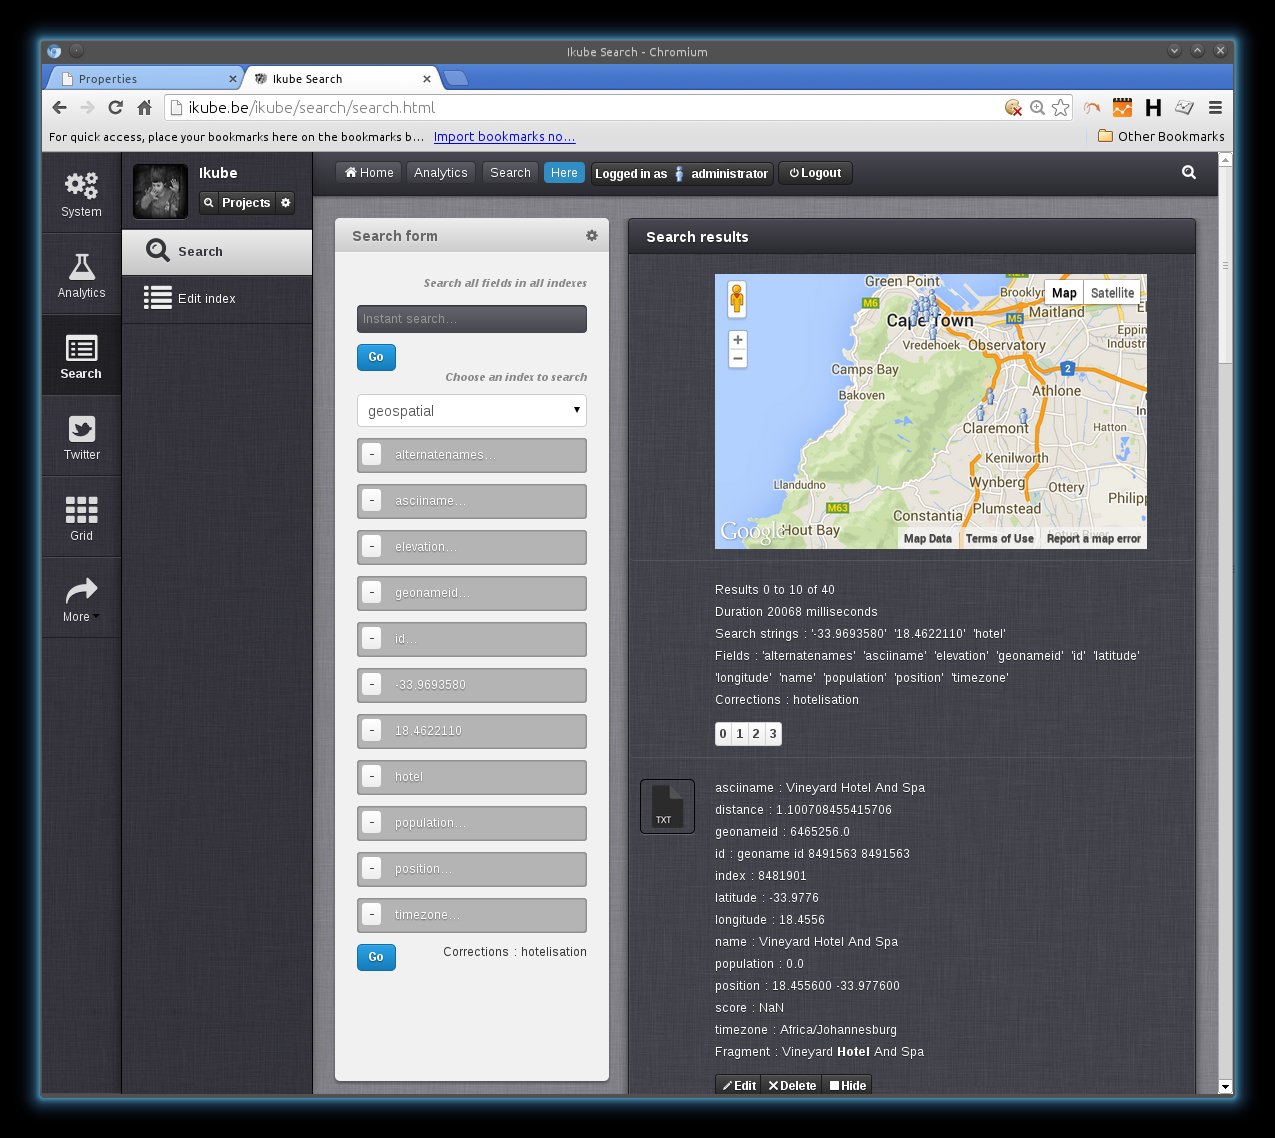 Ikube Search - Chromium
Properties
Ikube Search
ikube.be/ikube/search/search.html
For quick access, place your bookmarks here on the bookmarks b... Import bookmarks no...
Other Bookmarks
System
Analytics
Search
Twitter
Grid
More
Ikube
Projects
Search
Edit index
Home
Analytics
Search
Here
Logged in as administrator
Logout
Search form
Search all fields in all indexes
Instant search...
Go
Choose an index to search
geospatial
- alternatenames...
- asciiname...
- elevation...
- geonameid...
- id...
- -33.9693580
- 18.4622110
- hotel
- population...
- position...
- timezone...
Go
Corrections : hotelisation
Search results
Green Point
M6
Cape Town
Brooklyn
Map
Satellite
Maitland
M5
Vredehoek
Observatory
Camps Bay
2
Bakoven
Athlone
Claremont
Hatton
Kenilworth
Llandudno
Wynberg
Ottery
M63
Plumstead
Constantia
Google
Hout Bay
Map Data
Terms of Use
Report a map error
Results 0 to 10 of 40
Duration 20068 milliseconds
Search strings : '-33.9693580' '18.4622110' 'hotel'
Fields : 'alternatenames' 'asciiname' 'elevation' 'geonameid' 'id' 'latitude'
'longitude' 'name' 'population' 'position' 'timezone'
Corrections : hotelisation
0 1 2 3
TXT
asciiname : Vineyard Hotel And Spa
distance : 1.100708455415706
geonameid : 6465256.0
id : geoname id 8491563 8491563
index : 8481901
latitude : -33.9776
longitude : 18.4556
name : Vineyard Hotel And Spa
population : 0.0
position : 18.455600 -33.977600
score : NaN
timezone : Africa/Johannesburg
Fragment : Vineyard Hotel And Spa
Edit
Delete
Hide